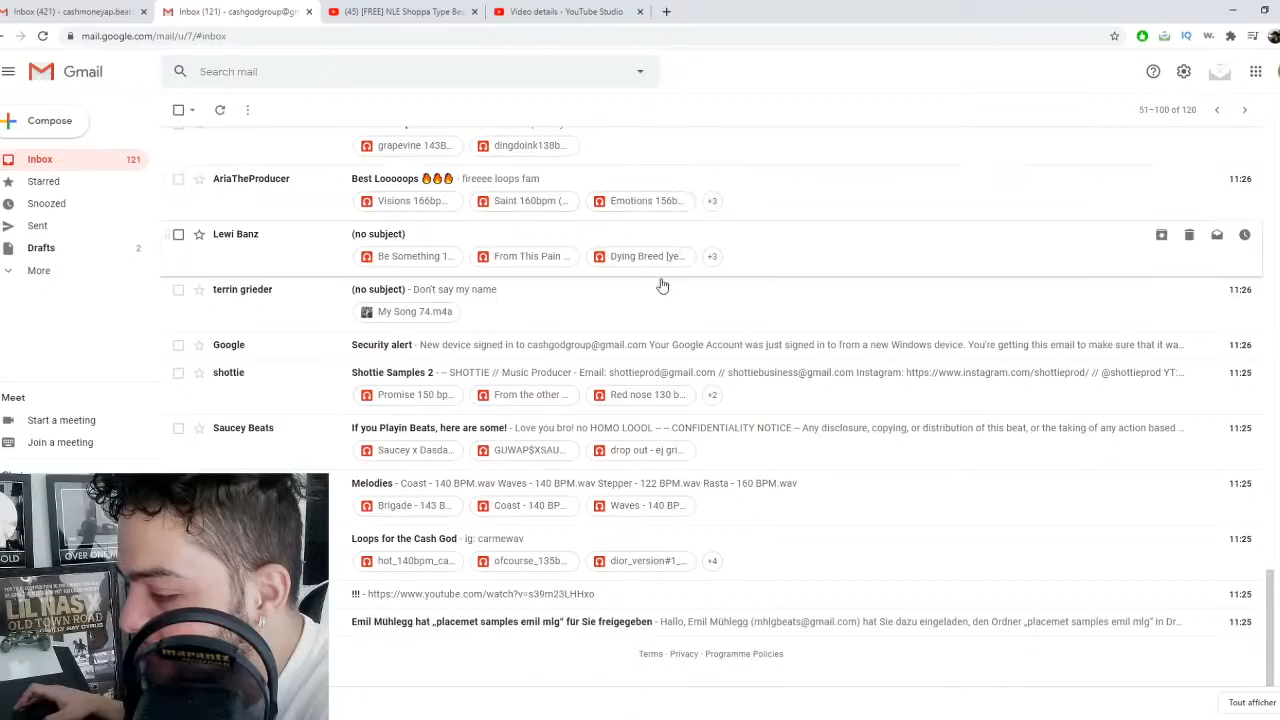 Inbox (421) - cashmoneyap.beat
Inbox (121) - cashgodgroup@gm
(45) [FREE] NLE Shoppa Type Be
Video details - YouTube Studio
mail.google.com/mail/u/7/#inbox
Gmail
Search mail
Compose
51–100 of 120
Inbox 121
Starred
Snoozed
Sent
Drafts 2
More
Meet
Start a meeting
Join a meeting
grapevine 143B... dingdoink138b...
AriaTheProducer Best Looooops 🔥🔥🔥 - fireeee loops fam 11:26
Visions 166bp... Saint 160bpm (... Emotions 156b... +3
Lewi Banz (no subject)
Be Something 1... From This Pain ... Dying Breed [ye... +3
terrin grieder (no subject) - Don't say my name 11:26
My Song 74.m4a
Google Security alert - New device signed in to cashgodgroup@gmail.com Your Google Account was just signed in to from a new Windows device. You're getting this email to make sure that it wa... 11:26
shottie Shottie Samples 2 - -- SHOTTIE // Music Producer - Email: shottieprod@gmail.com // shottiebusiness@gmail.com Instagram: https://www.instagram.com/shottieprod/ // @shottieprod YT:... 11:25
Promise 150 bp... From the other ... Red nose 130 b... +2
Saucey Beats If you Playin Beats, here are some! - Love you bro! no HOMO LOOOL -- -- CONFIDENTIALITY NOTICE -- Any disclosure, copying, or distribution of this beat, or the taking of any action based ... 11:25
Saucey x Dasda... GUWAP$XSAU... drop out - ej gri...
Melodies - Coast - 140 BPM.wav Waves - 140 BPM.wav Stepper - 122 BPM.wav Rasta - 160 BPM.wav 11:25
Brigade - 143 B... Coast - 140 BP... Waves - 140 BP...
Loops for the Cash God - ig: carmewav 11:25
hot_140bpm_ca... ofcourse_135b... dior_version#1_... +4
!!! - https://www.youtube.com/watch?v=s39m23LHHxo 11:25
Emil Mühlegg hat „placemet samples emil mlg“ für Sie freigegeben - Hallo, Emil Mühlegg (mhlgbeats@gmail.com) hat Sie dazu eingeladen, den Ordner „placemet samples emil mlg“ in Dr... 11:25
Terms · Privacy · Programme Policies
Tout afficher
OLD
OVER ONE
LIL NAS
OLD TOWN ROAD
BILLY RAY CYRUS
marantz